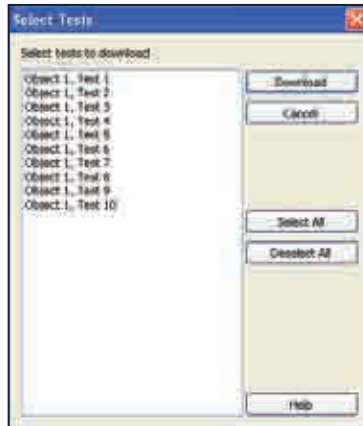 Select Tests
Select tests to download
Object 1, Test 1
Object 1, Test 2
Object 1, Test 3
Object 1, Test 4
Object 1, Test 5
Object 1, Test 6
Object 1, Test 7
Object 1, Test 8
Object 1, Test 9
Object 1, Test 10
Download
Cancel
Select All
Deselect All
Help